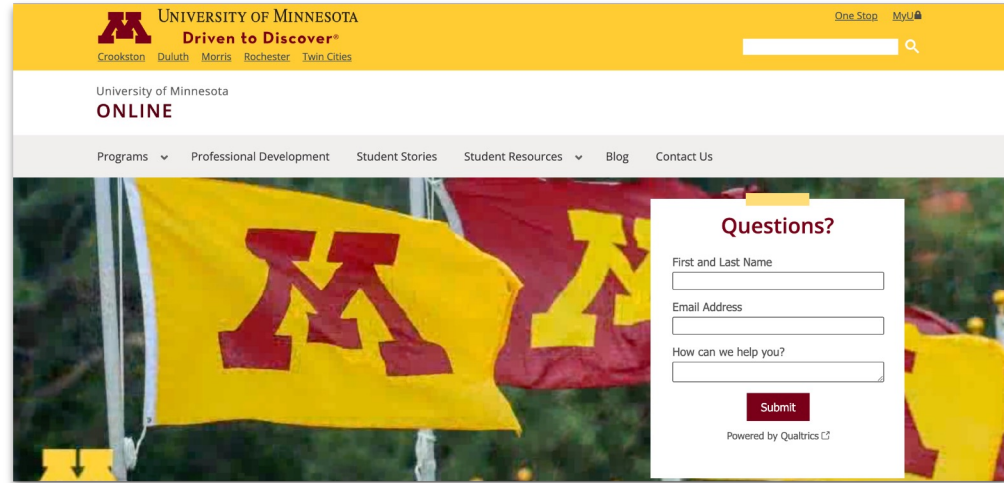 M
UNIVERSITY OF MINNESOTA
Driven to Discover®
One Stop MyU
Crookston Duluth Morris Rochester Twin Cities
University of Minnesota
ONLINE
Programs Professional Development Student Stories Student Resources Blog Contact Us
M
M
Questions?
First and Last Name
Email Address
How can we help you?
Submit
Powered by Qualtrics